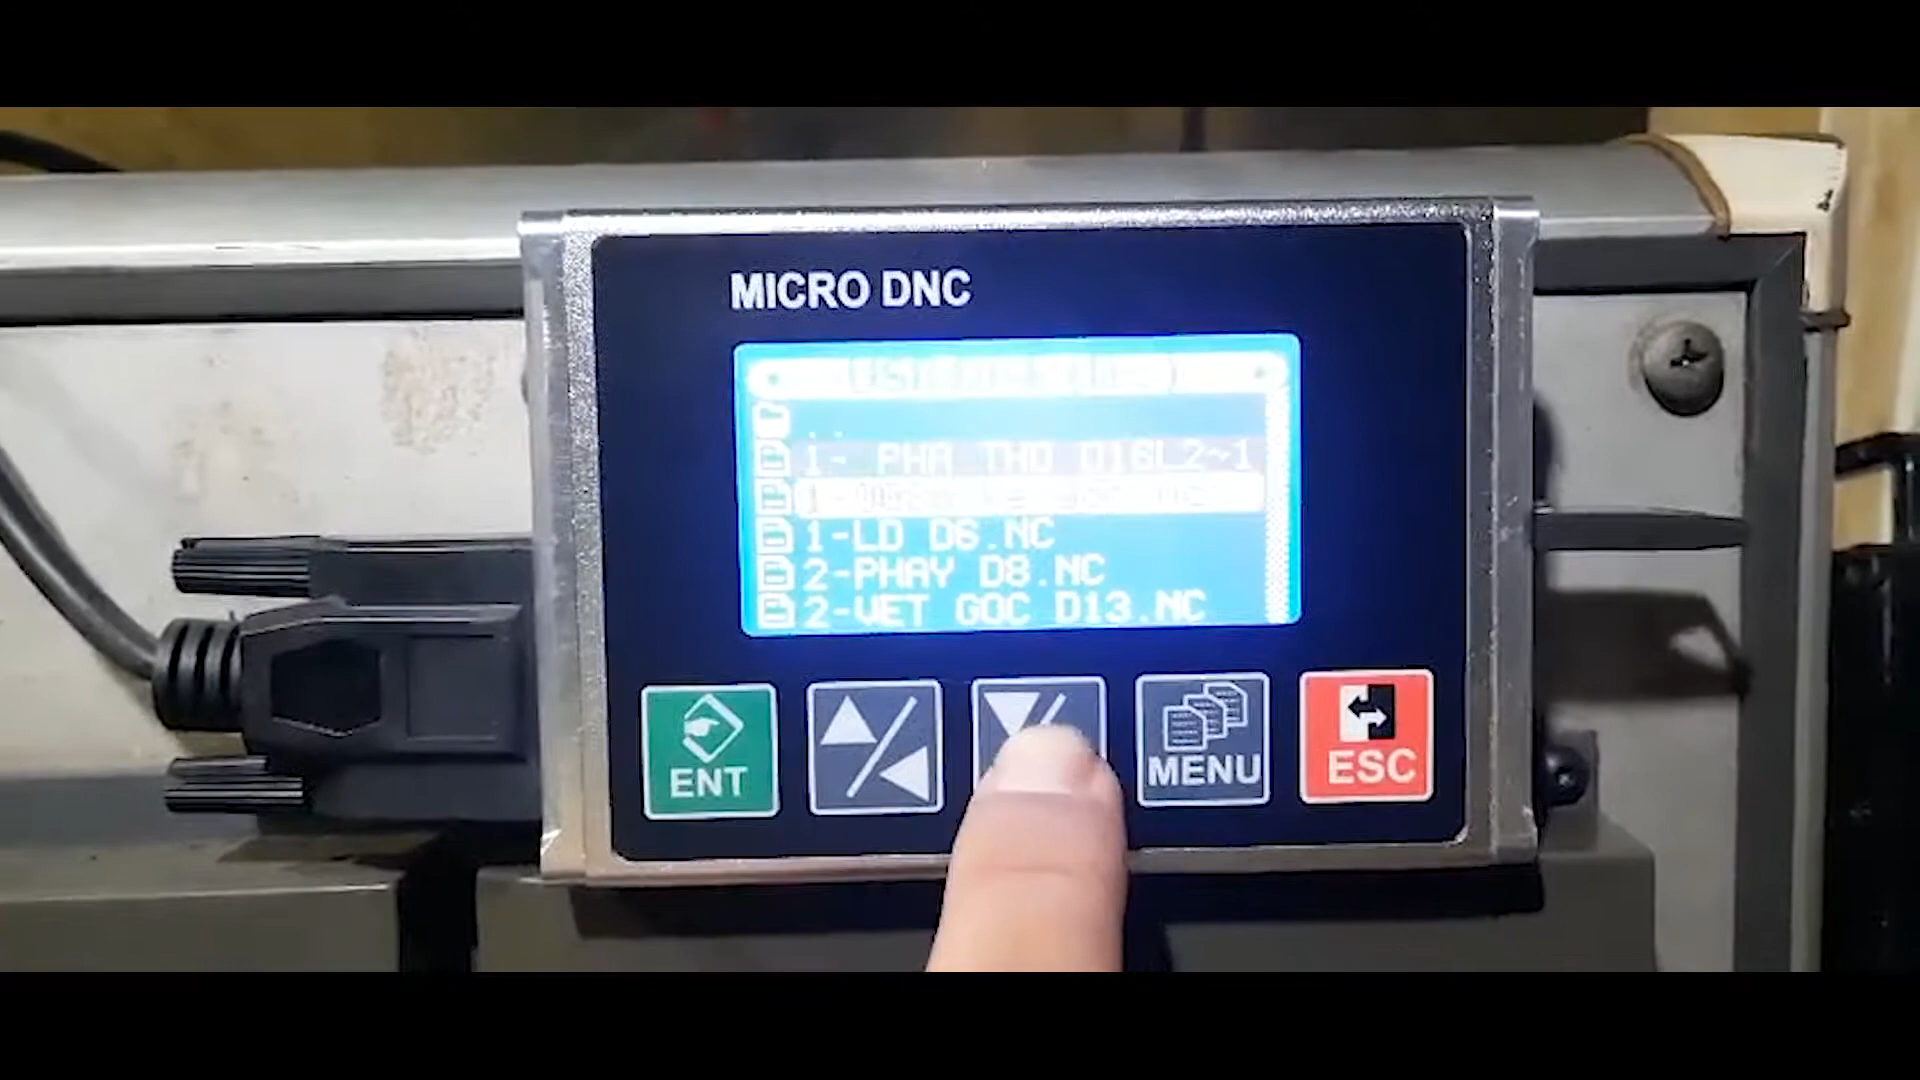 MICRO DNC
1- PHA THO D16L2~1
1-LD D6.NC
2-PHAY D8.NC
2-VET GOC D13.NC
ENT
MENU
ESC